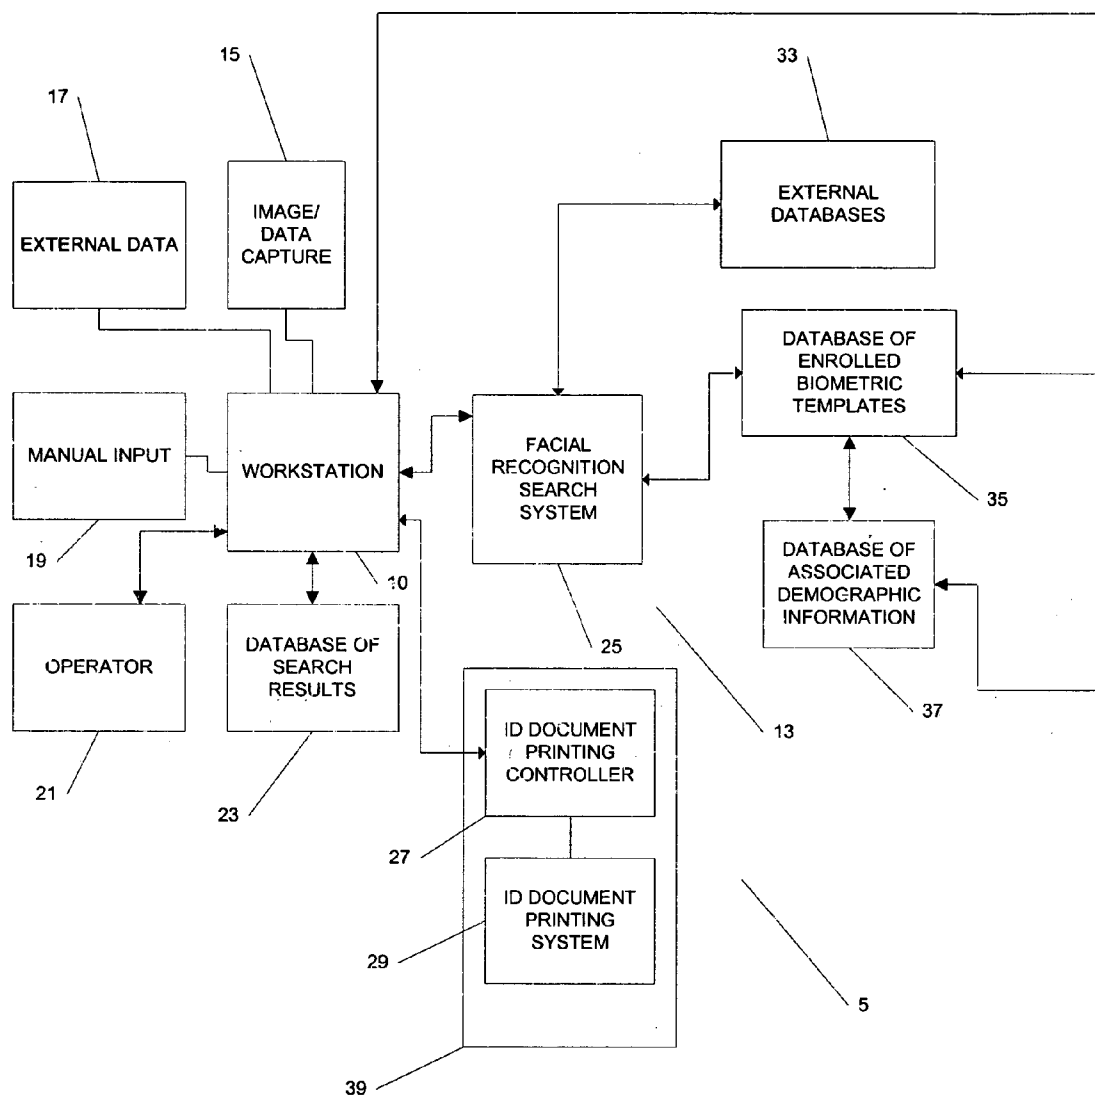 15
33
17
EXTERNAL DATA
IMAGE/
DATA
CAPTURE
EXTERNAL
DATABASES
DATABASE OF
ENROLLED
BIOMETRIC
TEMPLATES
MANUAL INPUT
WORKSTATION
FACIAL
RECOGNITION
SEARCH
SYSTEM
35
19
10
DATABASE OF
ASSOCIATED
DEMOGRAPHIC
INFORMATION
OPERATOR
DATABASE OF
SEARCH
RESULTS
25
37
13
ID DOCUMENT
PRINTING
CONTROLLER
21
23
27
ID DOCUMENT
PRINTING
SYSTEM
29
5
39